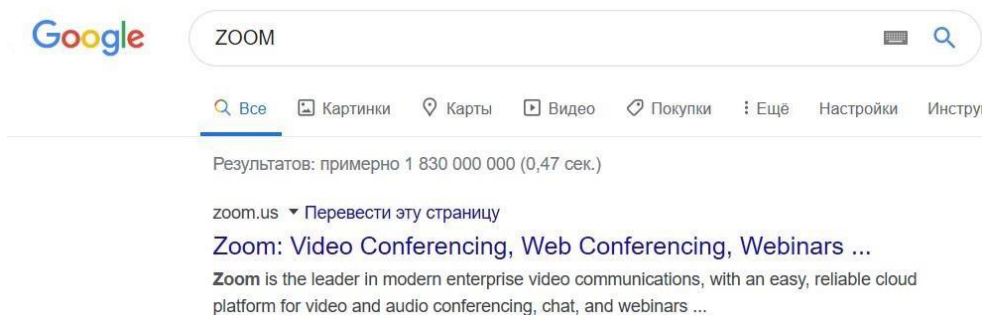 Google ZOOM
Все Картинки Карты Видео Покупки Ещё Настройки
Результатов: примерно 1 830 000 000 (0,47 сек.)
zoom.us Перевести эту страницу
Zoom: Video Conferencing, Web Conferencing, Webinars ...
Zoom is the leader in modern enterprise video communications, with an easy, reliable cloud
platform for video and audio conferencing, chat, and webinars ...